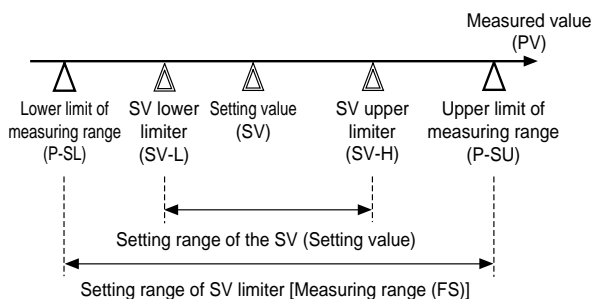 Measured value
(PV)
Lower limit of
measuring range
(P-SL)
SV lower
limiter
(SV-L)
Setting value
(SV)
SV upper
limiter
(SV-H)
Upper limit of
measuring range
(P-SU)
Setting range of the SV (Setting value)
Setting range of SV limiter [Measuring range (FS)]